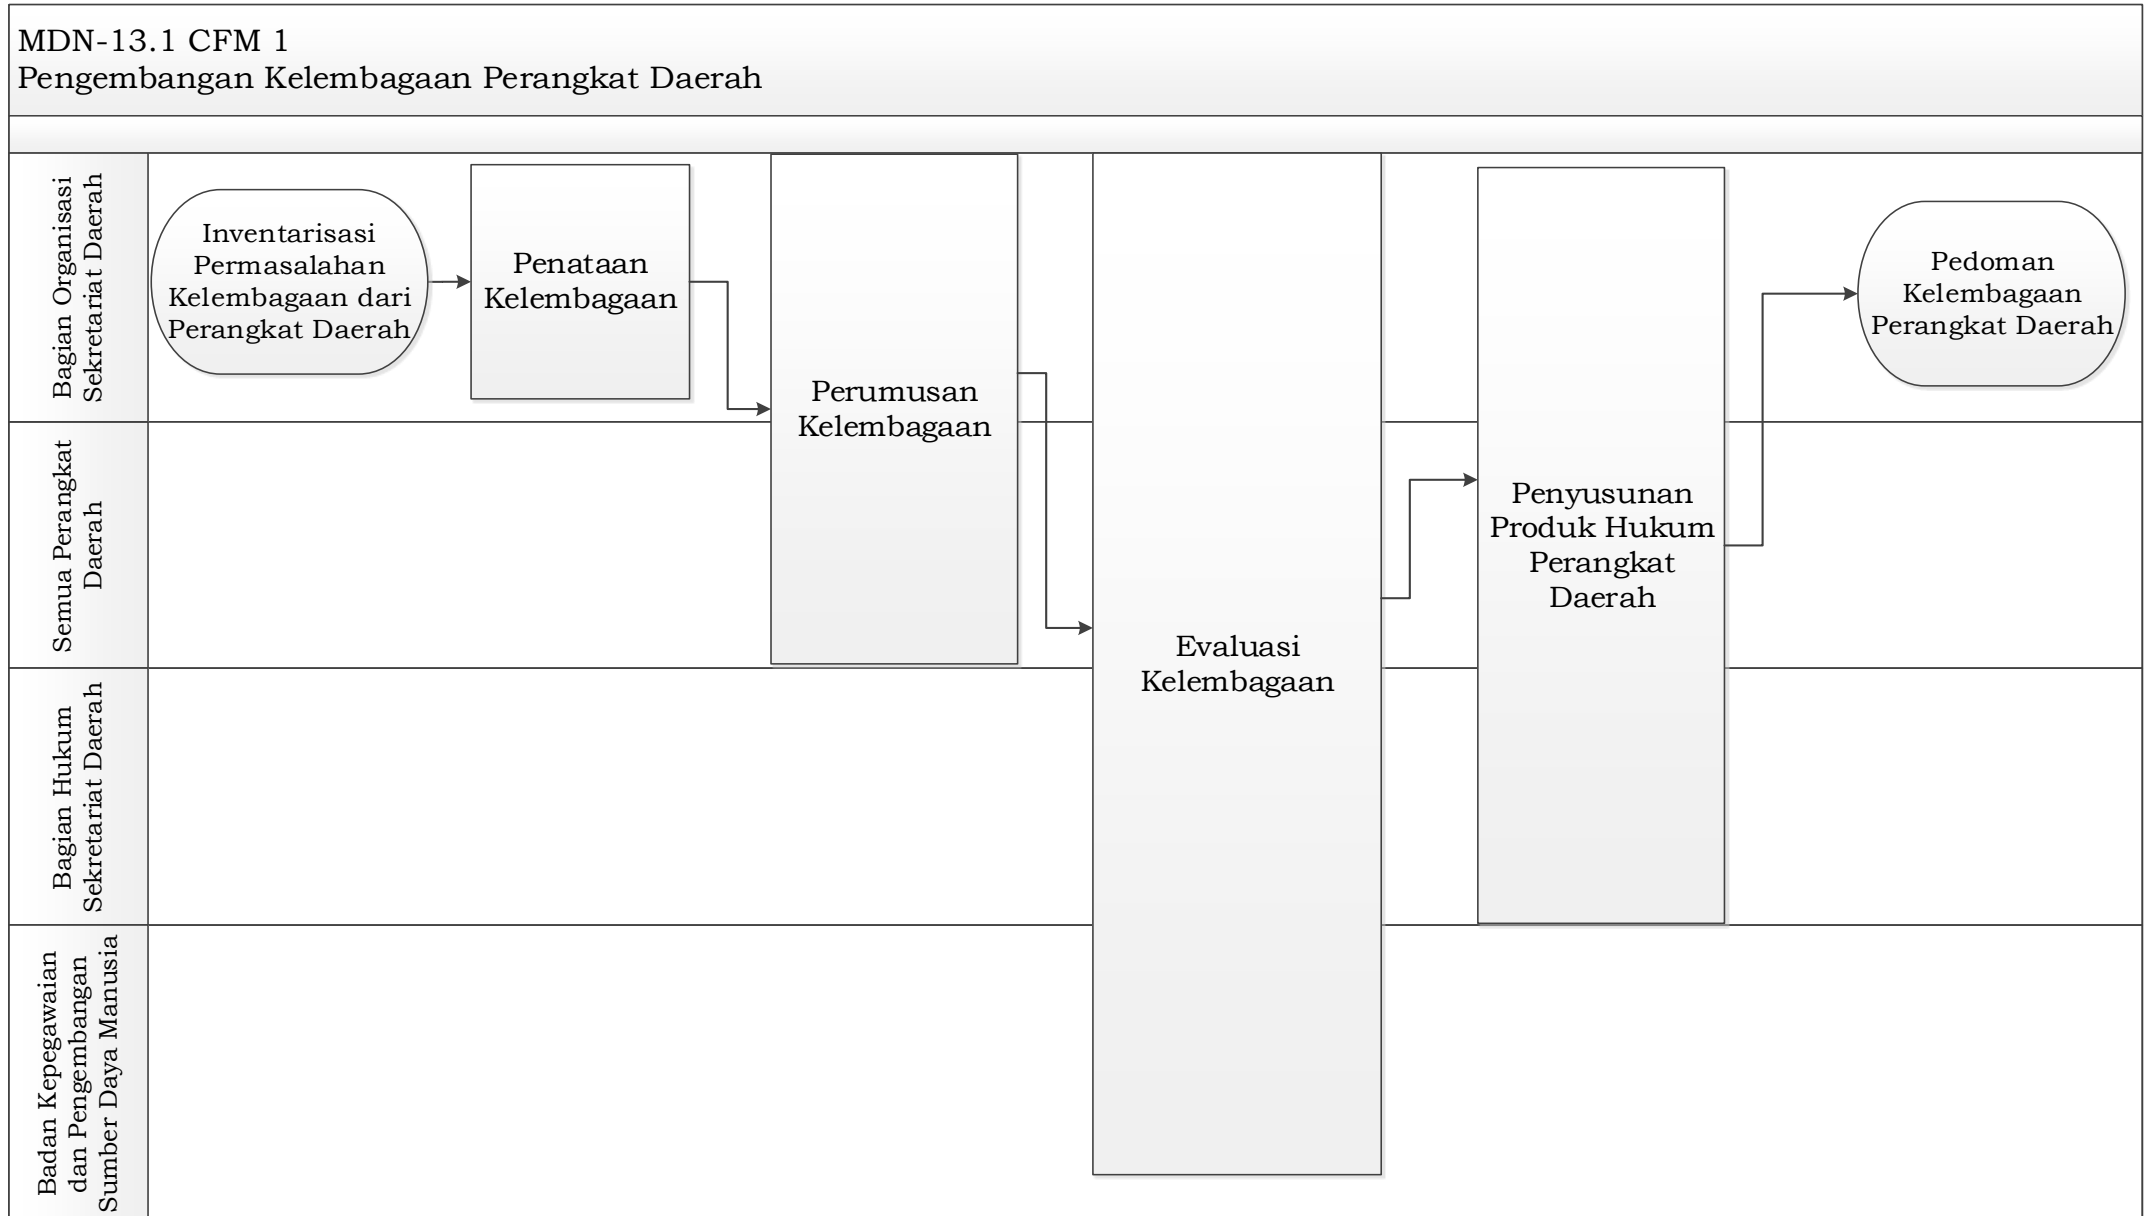 MDN-13.1 CFM 1
Pengembangan Kelembagaan Perangkat Daerah
Bagian Organisasi
Sekretariat Daerah
Inventarisasi
Permasalahan
Kelembagaan dari
Perangkat Daerah
Penataan
Kelembagaan
Perumusan
Kelembagaan
Evaluasi
Kelembagaan
Penyusunan
Produk Hukum
Perangkat
Daerah
Pedoman
Kelembagaan
Perangkat Daerah
Semua Perangkat
Daerah
Bagian Hukum
Sekretariat Daerah
Badan Kepegawaian
dan Pengembangan
Sumber Daya Manusia